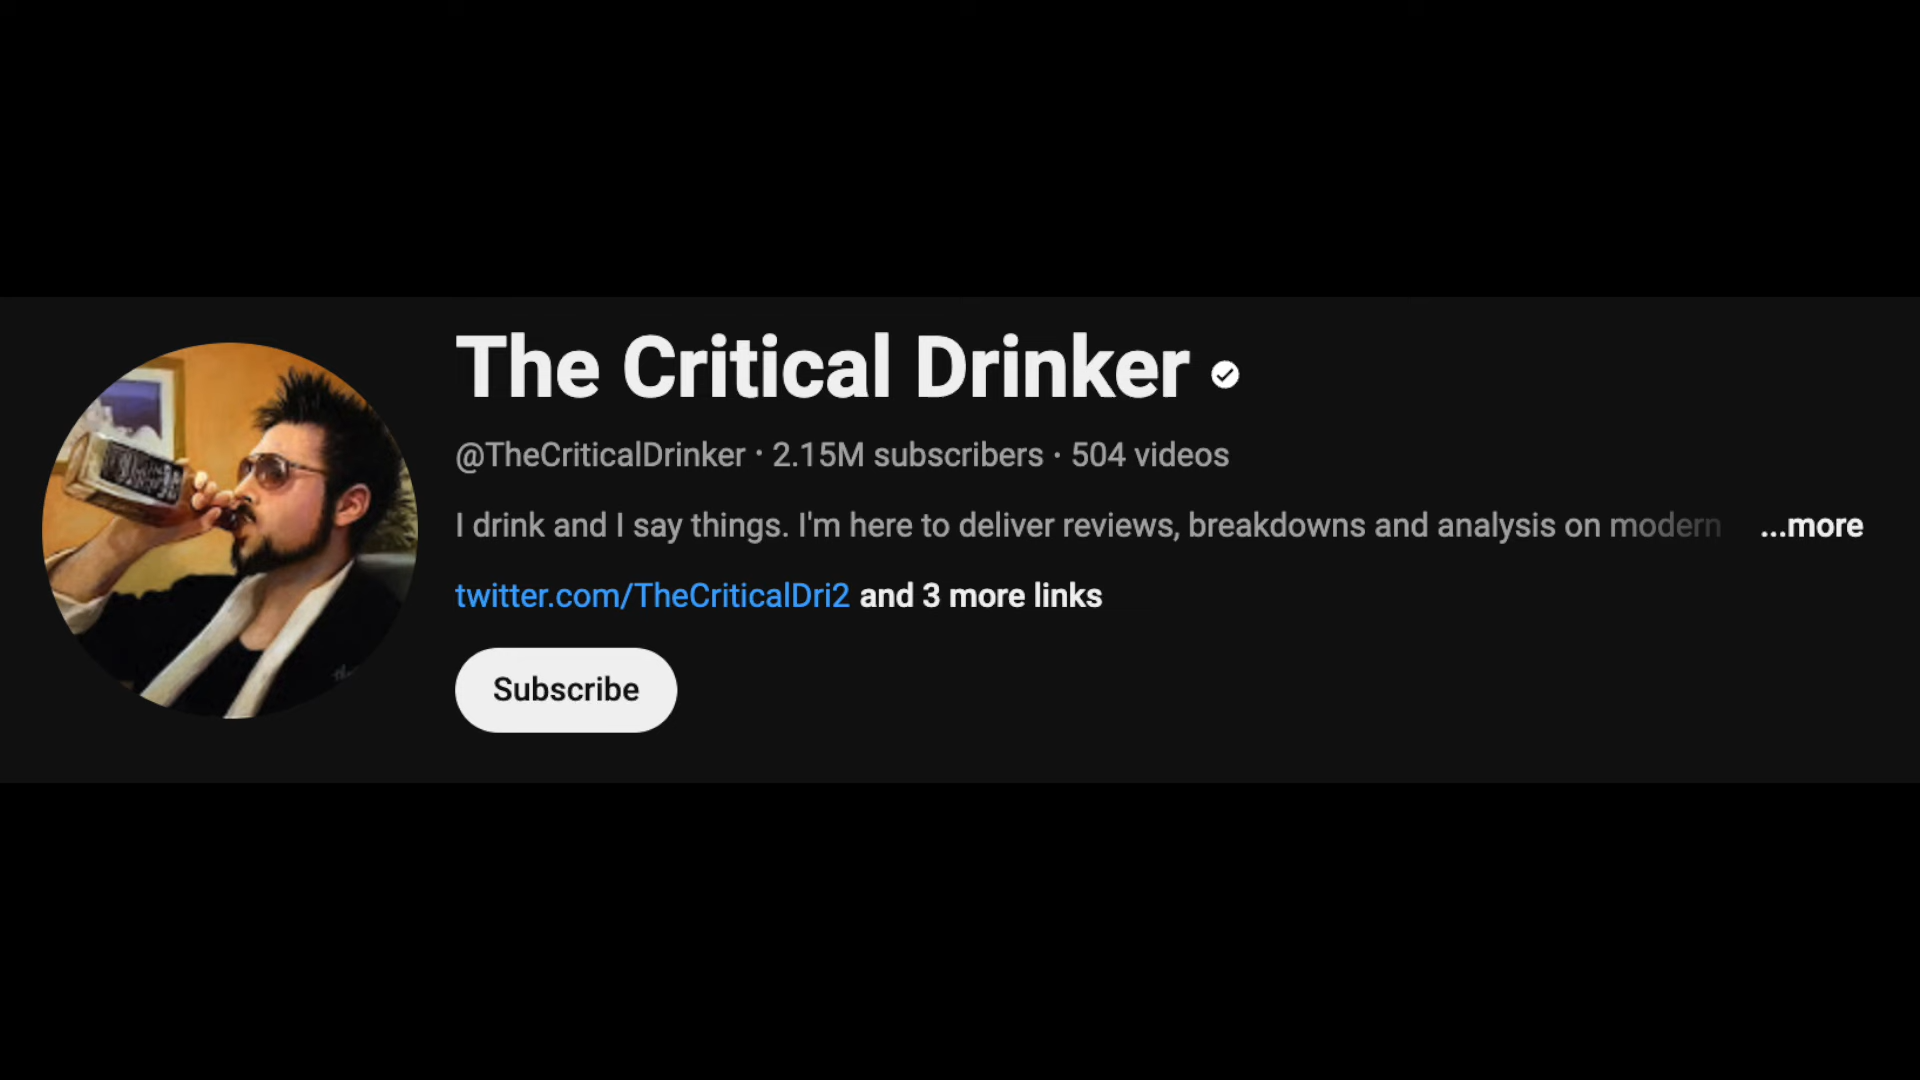 The Critical Drinker
@TheCriticalDrinker · 2.15M subscribers · 504 videos
I drink and I say things. I'm here to deliver reviews, breakdowns and analysis on modern ...more
twitter.com/TheCriticalDri2 and 3 more links
Subscribe